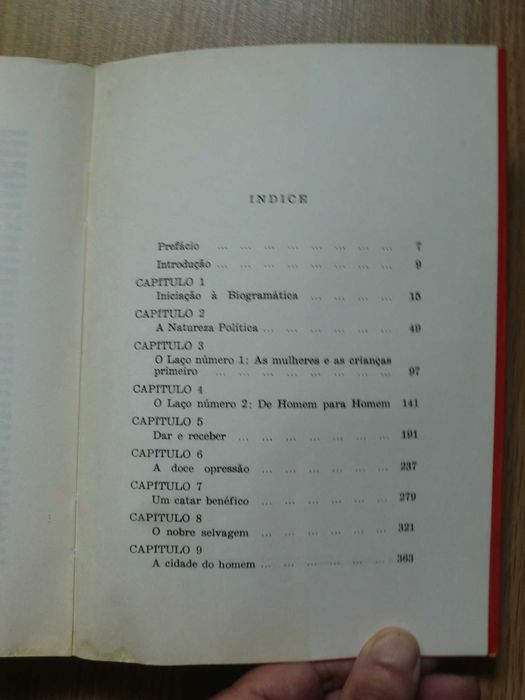 INDICE
Prefácio ... ... ... ... ... ... ... ... 7
Introdução ... ... ... ... ... ... ... ... 9
CAPITULO 1
Iniciação à Biogramática ... ... ... ... 15
CAPITULO 2
A Natureza Política ... ... ... ... ... ... 49
CAPITULO 3
O Laço número 1: As mulheres e as crianças
primeiro ... ... ... ... ... ... ... ... 97
CAPITULO 4
O Laço número 2: De Homem para Homem 141
CAPITULO 5
Dar e receber ... ... ... ... ... ... ... 191
CAPITULO 6
A doce opressão ... ... ... ... ... ... 237
CAPITULO 7
Um catar benéfico ... ... ... ... ... ... 279
CAPITULO 8
O nobre selvagem ... ... ... ... ... ... 321
CAPITULO 9
A cidade do homem ... ... ... ... ... ... 363